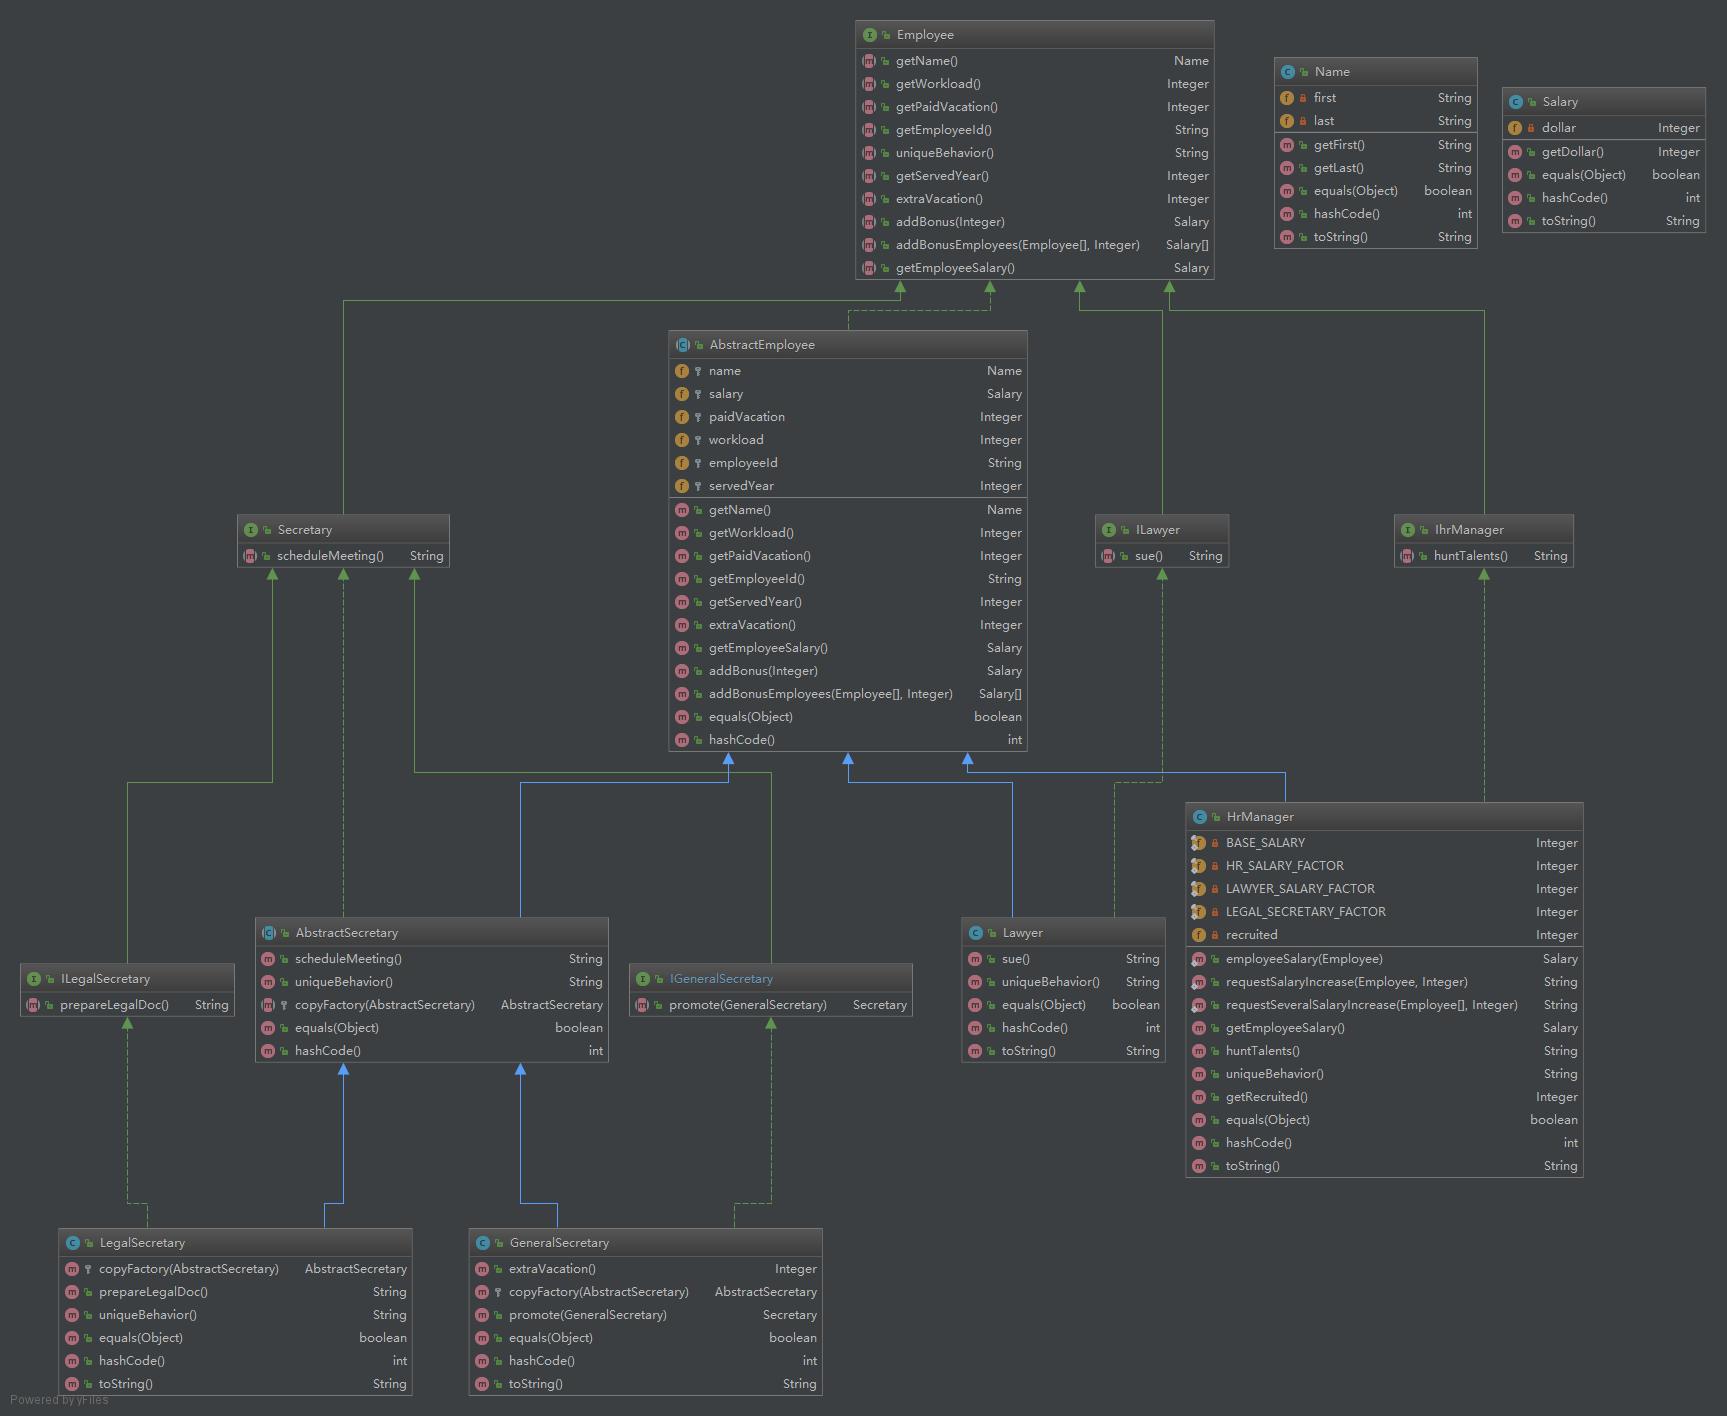 Employee
getName() Name
getWorkload() Integer
getPaidVacation() Integer
getEmployeeId() String
uniqueBehavior() String
getServedYear() Integer
extraVacation() Integer
addBonus(Integer) Salary
addBonusEmployees(Employee[], Integer) Salary[]
getEmployeeSalary() Salary
Name
first String
last String
getFirst() String
getLast() String
equals(Object) boolean
hashCode() int
toString() String
Salary
dollar Integer
getDollar() Integer
equals(Object) boolean
hashCode() int
toString() String
AbstractEmployee
name Name
salary Salary
paidVacation Integer
workload Integer
employeeId String
servedYear Integer
getName() Name
getWorkload() Integer
getPaidVacation() Integer
getEmployeeId() String
getServedYear() Integer
extraVacation() Integer
getEmployeeSalary() Salary
addBonus(Integer) Salary
addBonusEmployees(Employee[], Integer) Salary[]
equals(Object) boolean
hashCode() int
Secretary
scheduleMeeting() String
ILawyer
sue() String
IhrManager
huntTalents() String
HrManager
BASE_SALARY Integer
HR_SALARY_FACTOR Integer
LAWYER_SALARY_FACTOR Integer
LEGAL_SECRETARY_FACTOR Integer
recruited Integer
employeeSalary(Employee) Salary
requestSalaryIncrease(Employee, Integer) String
requestSeveralSalaryIncrease(Employee[], Integer) String
getEmployeeSalary() Salary
huntTalents() String
uniqueBehavior() String
getRecruited() Integer
equals(Object) boolean
hashCode() int
toString() String
ILegalSecretary
prepareLegalDoc() String
AbstractSecretary
scheduleMeeting() String
uniqueBehavior() String
copyFactory(AbstractSecretary) AbstractSecretary
equals(Object) boolean
hashCode() int
IGeneralSecretary
promote(GeneralSecretary) Secretary
Lawyer
sue() String
uniqueBehavior() String
equals(Object) boolean
hashCode() int
toString() String
LegalSecretary
copyFactory(AbstractSecretary) AbstractSecretary
prepareLegalDoc() String
uniqueBehavior() String
equals(Object) boolean
hashCode() int
toString() String
GeneralSecretary
extraVacation() Integer
copyFactory(AbstractSecretary) AbstractSecretary
promote(GeneralSecretary) Secretary
equals(Object) boolean
hashCode() int
toString() String
Powered by yFiles